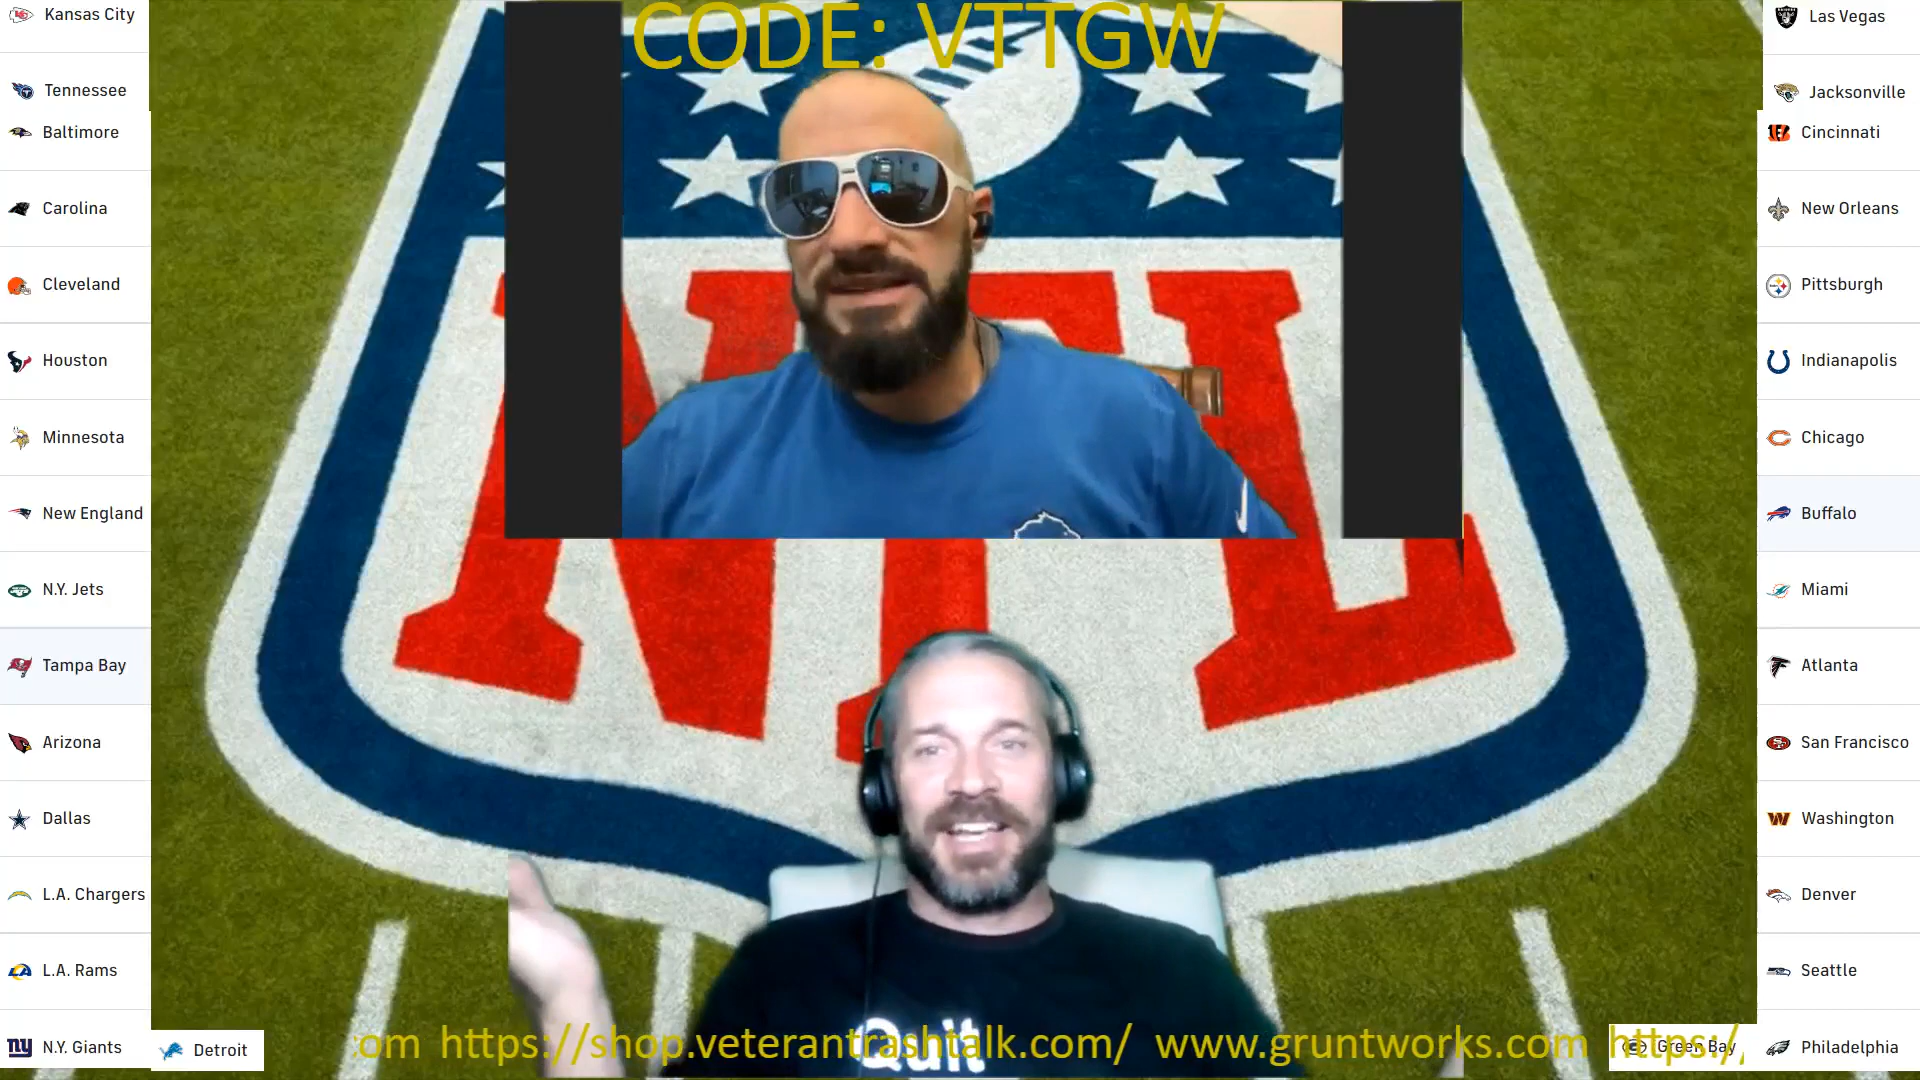 CODE: VTTGW
Kansas City
Tennessee
Baltimore
Carolina
Cleveland
Houston
Minnesota
New England
N.Y. Jets
Tampa Bay
Arizona
Dallas
L.A. Chargers
L.A. Rams
N.Y. Giants
Detroit
Las Vegas
Jacksonville
Cincinnati
New Orleans
Pittsburgh
Indianapolis
Chicago
Buffalo
Miami
Atlanta
San Francisco
Washington
Denver
Seattle
Philadelphia
Green Bay
NFL
Quit
om https://shop.veterantrashtalk.com/ www.gruntworks.com https:/